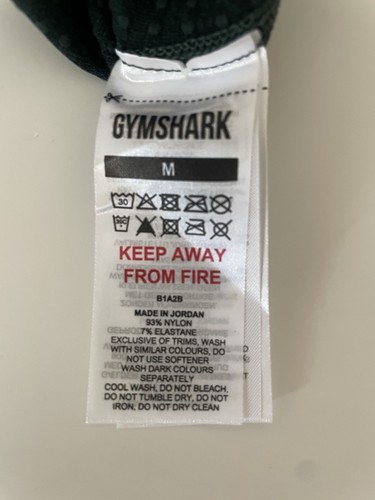 GYMSHARK
M
30
KEEP AWAY
FROM FIRE
B1A2B
MADE IN JORDAN
93% NYLON
7% ELASTANE
EXCLUSIVE OF TRIMS, WASH
WITH SIMILAR COLOURS, DO
NOT USE SOFTENER
WASH DARK COLOURS
SEPARATELY
COOL WASH, DO NOT BLEACH,
DO NOT TUMBLE DRY, DO NOT
IRON, DO NOT DRY CLEAN